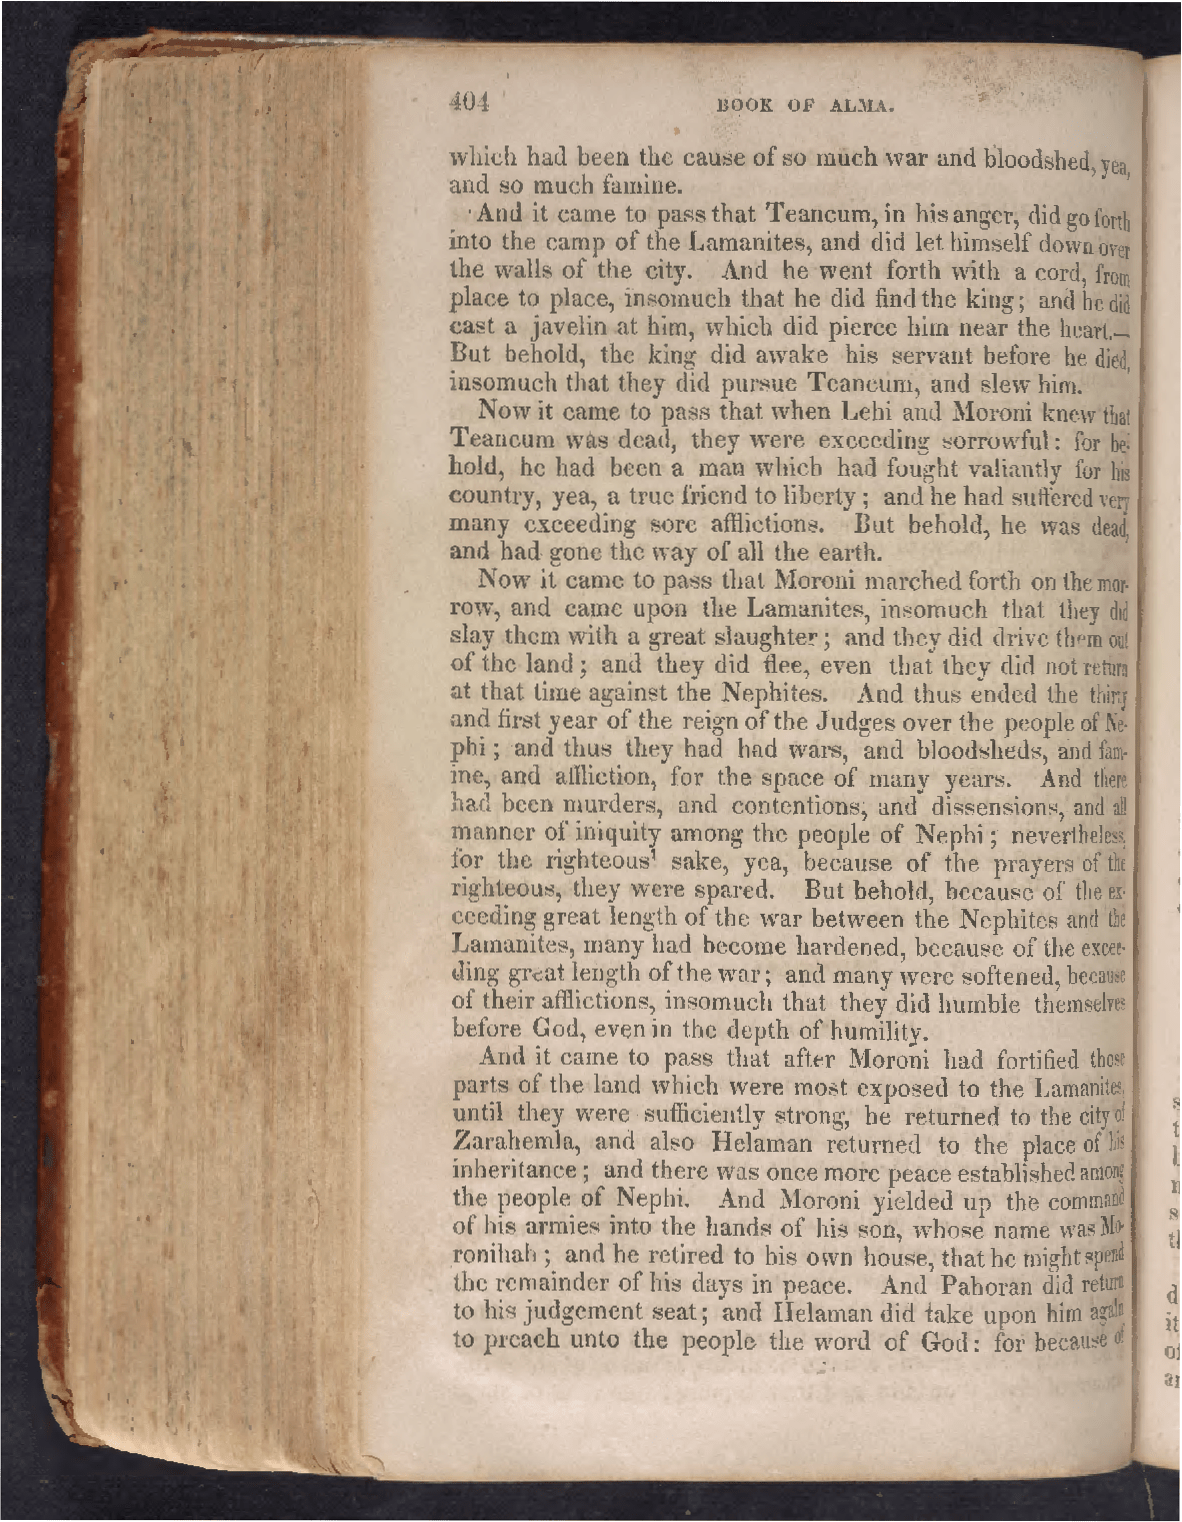 404 BOOK OF ALMA.
which had been the cause of so much war and bloodshed, yea,
and so much famine.
And it came to pass that Teancum, in his anger, did go forth
into the camp of the Lamanites, and did let himself down over
the walls of the city. And he went forth with a cord, from
place to place, insomuch that he did find the king; and he did
cast a javelin at him, which did pierce him near the heart.—
But behold, the king did awake his servant before he died,
insomuch that they did pursue Teancum, and slew him.
Now it came to pass that when Lehi and Moroni knew that
Teancum was dead, they were exceeding sorrowful: for be-
hold, he had been a man which had fought valiantly for his
country, yea, a true friend to liberty; and he had suffered very
many exceeding sore afflictions. But behold, he was dead,
and had gone the way of all the earth.
Now it came to pass that Moroni marched forth on the mor-
row, and came upon the Lamanites, insomuch that they did
slay them with a great slaughter; and they did drive them out
of the land; and they did flee, even that they did not return
at that time against the Nephites. And thus ended the thirty
and first year of the reign of the Judges over the people of Ne-
phi; and thus they had had wars, and bloodsheds, and fam-
ine, and affliction, for the space of many years. And there
had been murders, and contentions, and dissensions, and all
manner of iniquity among the people of Nephi; nevertheless,
for the righteous' sake, yea, because of the prayers of the
righteous, they were spared. But behold, because of the ex-
ceeding great length of the war between the Nephites and the
Lamanites, many had become hardened, because of the excee-
ding great length of the war; and many were softened, because
of their afflictions, insomuch that they did humble themselves
before God, even in the depth of humility.
And it came to pass that after Moroni had fortified those
parts of the land which were most exposed to the Lamanites,
until they were sufficiently strong, he returned to the city of
Zarahemla, and also Helaman returned to the place of his
inheritance; and there was once more peace established among
the people of Nephi. And Moroni yielded up the command
of his armies into the hands of his son, whose name was Mo-
ronihah; and he retired to his own house, that he might spend
the remainder of his days in peace. And Pahoran did return
to his judgement seat; and Helaman did take upon him again
to preach unto the people the word of God: for because of